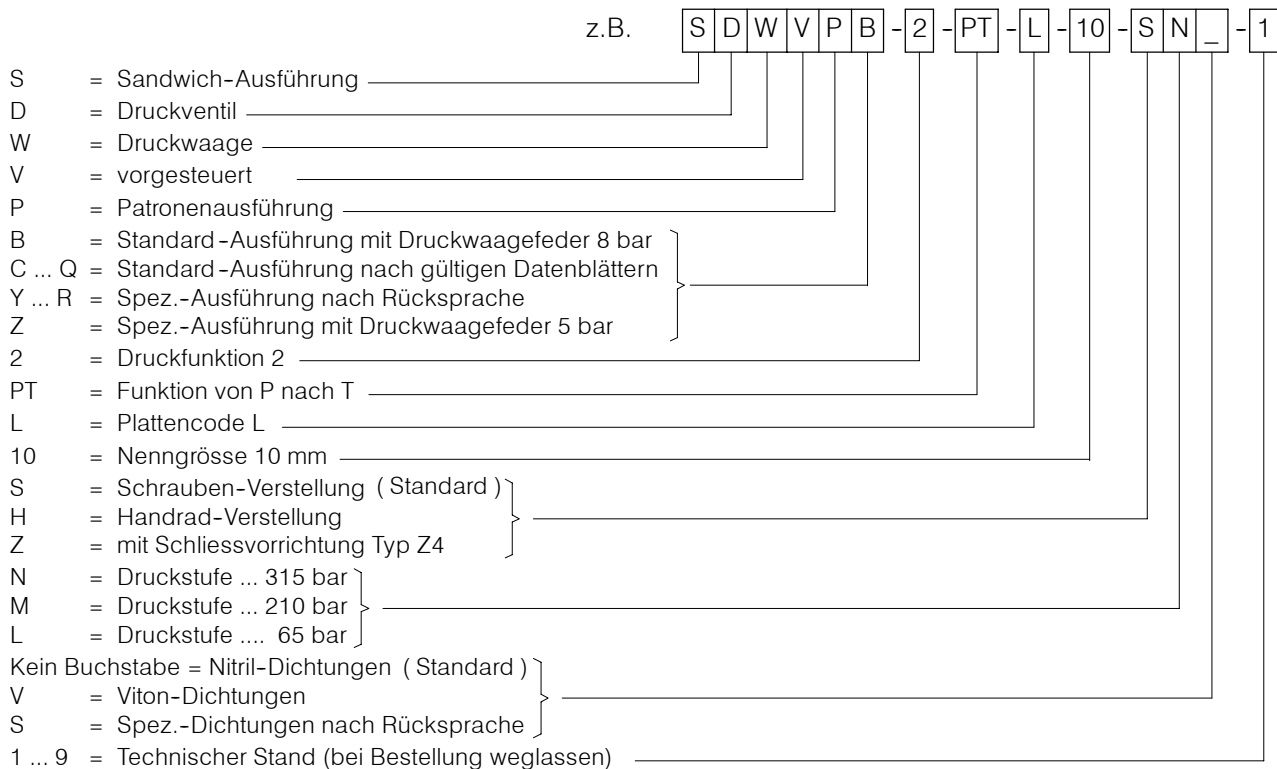 z.B. S D W V P B - 2 - PT - L - 10 - S N _ - 1
S = Sandwich-Ausführung
D = Druckventil
W = Druckwaage
V = vorgesteuert
P = Patronenausführung
B = Standard-Ausführung mit Druckwaagefeder 8 bar
C ... Q = Standard-Ausführung nach gültigen Datenblättern
Y ... R = Spez.-Ausführung nach Rücksprache
Z = Spez.-Ausführung mit Druckwaagefeder 5 bar
2 = Druckfunktion 2
PT = Funktion von P nach T
L = Plattencode L
10 = Nenngrösse 10 mm
S = Schrauben-Verstellung ( Standard )
H = Handrad-Verstellung
Z = mit Schliessvorrichtung Typ Z4
N = Druckstufe ... 315 bar
M = Druckstufe ... 210 bar
L = Druckstufe .... 65 bar
Kein Buchstabe = Nitril-Dichtungen ( Standard )
V = Viton-Dichtungen
S = Spez.-Dichtungen nach Rücksprache
1 ... 9 = Technischer Stand (bei Bestellung weglassen)